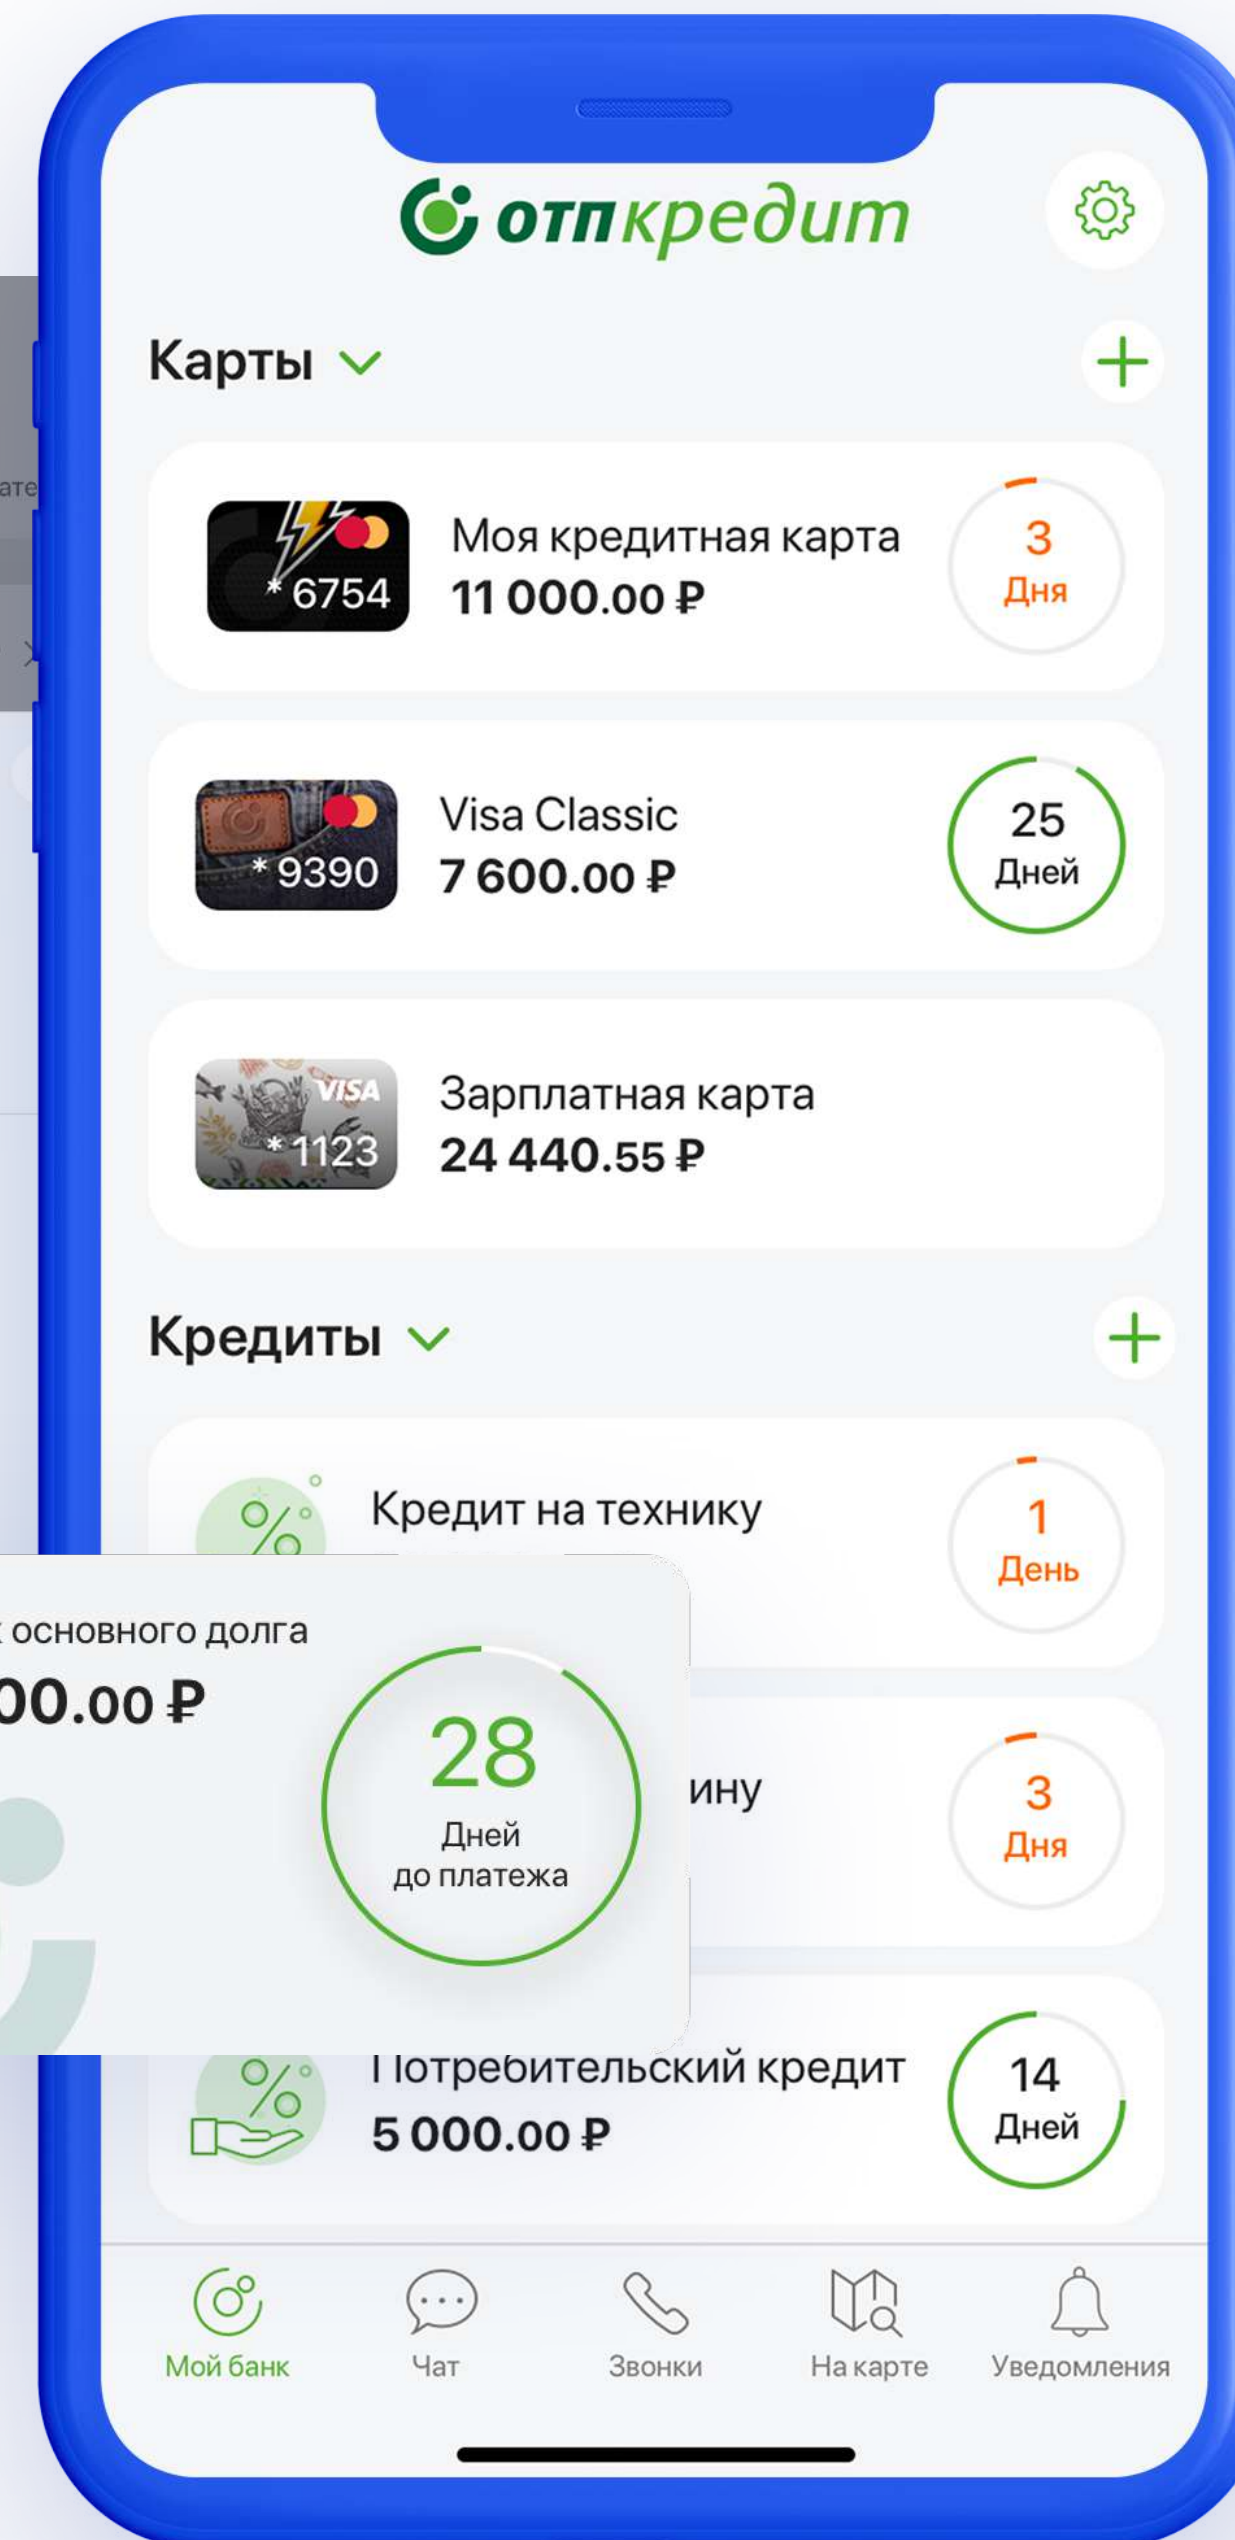 отп кредит
Карты
* 6754
Моя кредитная карта
11 000.00 ₽
3
Дня
* 9390
Visa Classic
7 600.00 ₽
25
Дней
VISA
* 1123
Зарплатная карта
24 440.55 ₽
Кредиты
Кредит на технику
1
День
основного долга
00.00 ₽
28
Дней
до платежа
ину
3
Дня
Потребительский кредит
5 000.00 ₽
14
Дней
Мой банк
Чат
Звонки
На карте
Уведомления